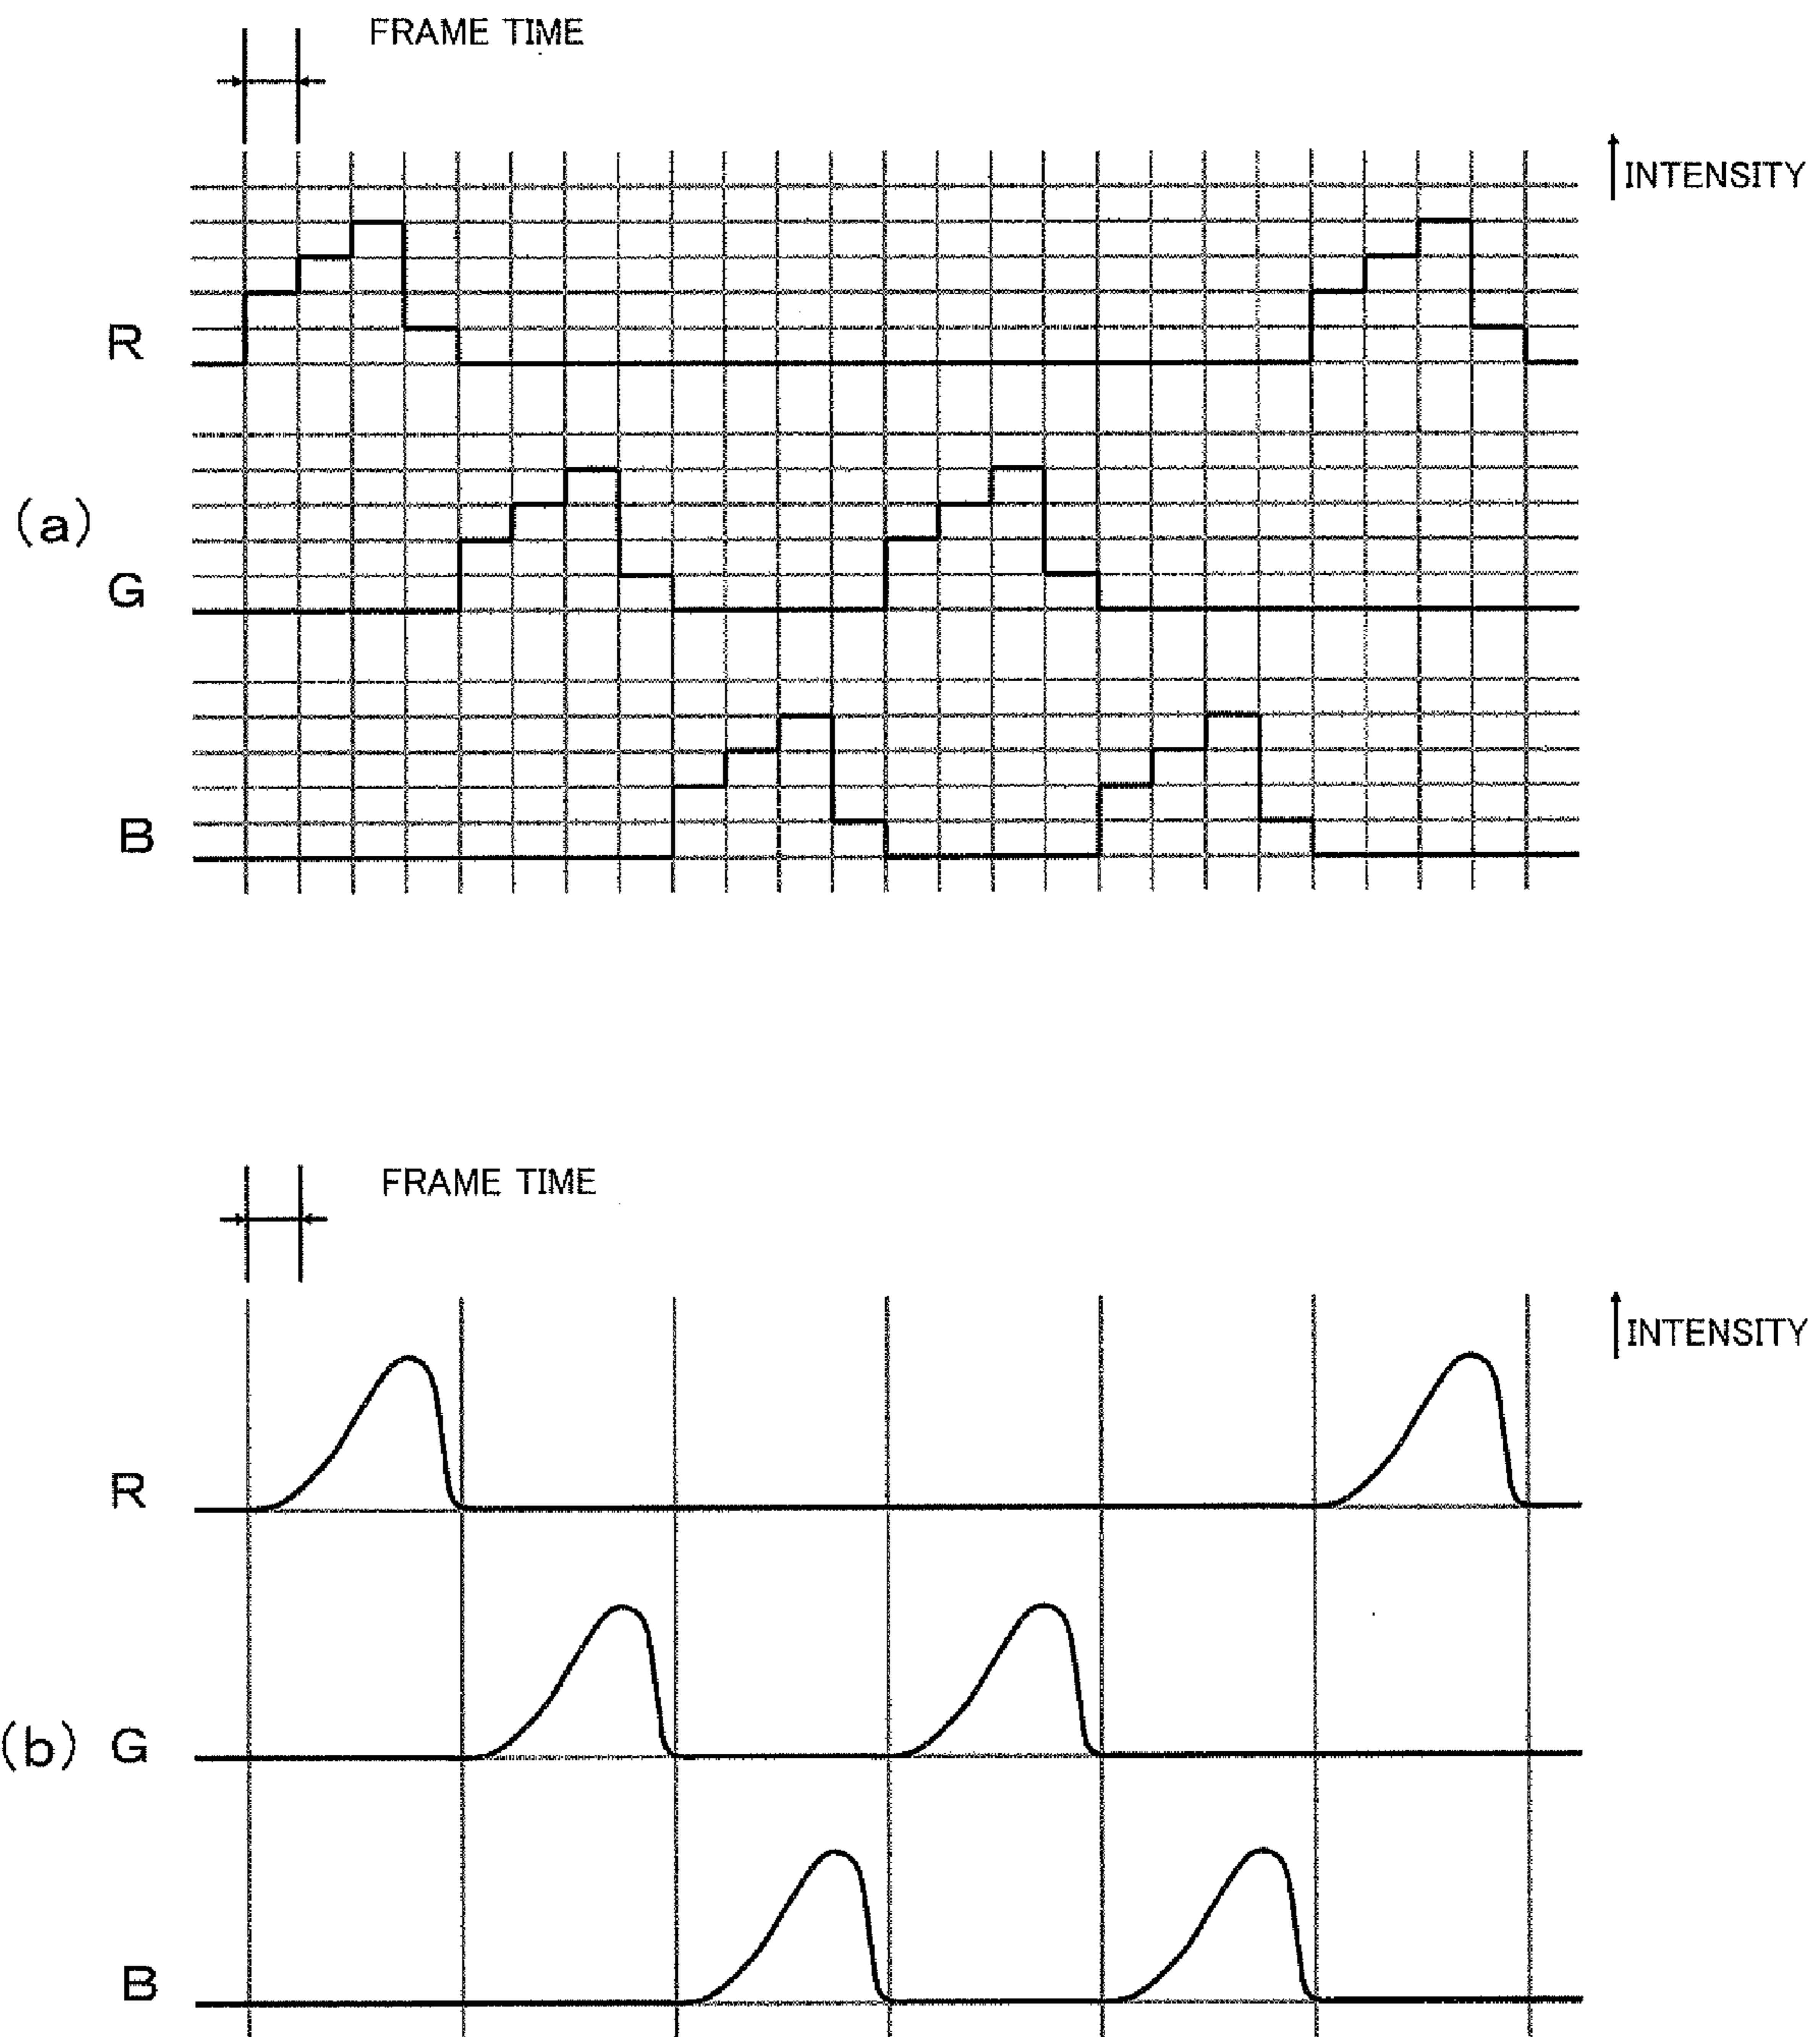 FRAME TIME
INTENSITY
R
(a)
G
B
FRAME TIME
INTENSITY
R
(b) G
B